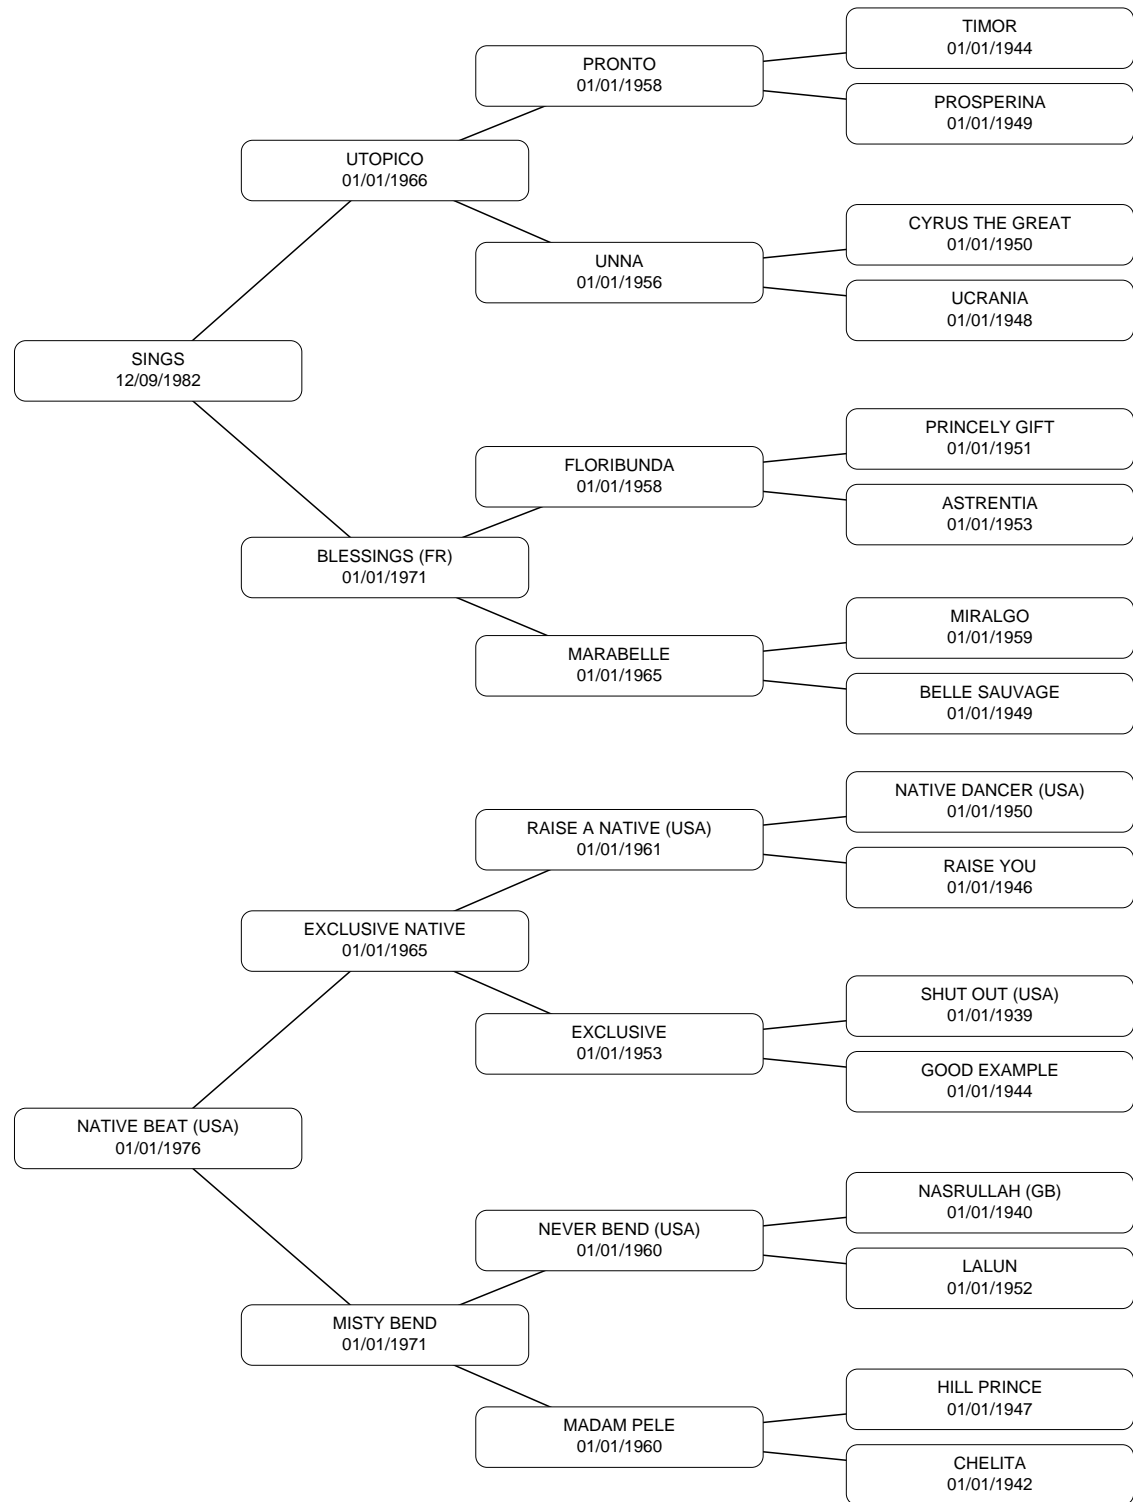 TIMOR
01/01/1944
PRONTO
01/01/1958
PROSPERINA
01/01/1949
UTOPICO
01/01/1966
CYRUS THE GREAT
01/01/1950
UNNA
01/01/1956
UCRANIA
01/01/1948
SINGS
12/09/1982
PRINCELY GIFT
01/01/1951
FLORIBUNDA
01/01/1958
ASTRENTIA
01/01/1953
BLESSINGS (FR)
01/01/1971
MIRALGO
01/01/1959
MARABELLE
01/01/1965
BELLE SAUVAGE
01/01/1949
NATIVE DANCER (USA)
01/01/1950
RAISE A NATIVE (USA)
01/01/1961
RAISE YOU
01/01/1946
EXCLUSIVE NATIVE
01/01/1965
SHUT OUT (USA)
01/01/1939
EXCLUSIVE
01/01/1953
GOOD EXAMPLE
01/01/1944
NATIVE BEAT (USA)
01/01/1976
NASRULLAH (GB)
01/01/1940
NEVER BEND (USA)
01/01/1960
LALUN
01/01/1952
MISTY BEND
01/01/1971
HILL PRINCE
01/01/1947
MADAM PELE
01/01/1960
CHELITA
01/01/1942